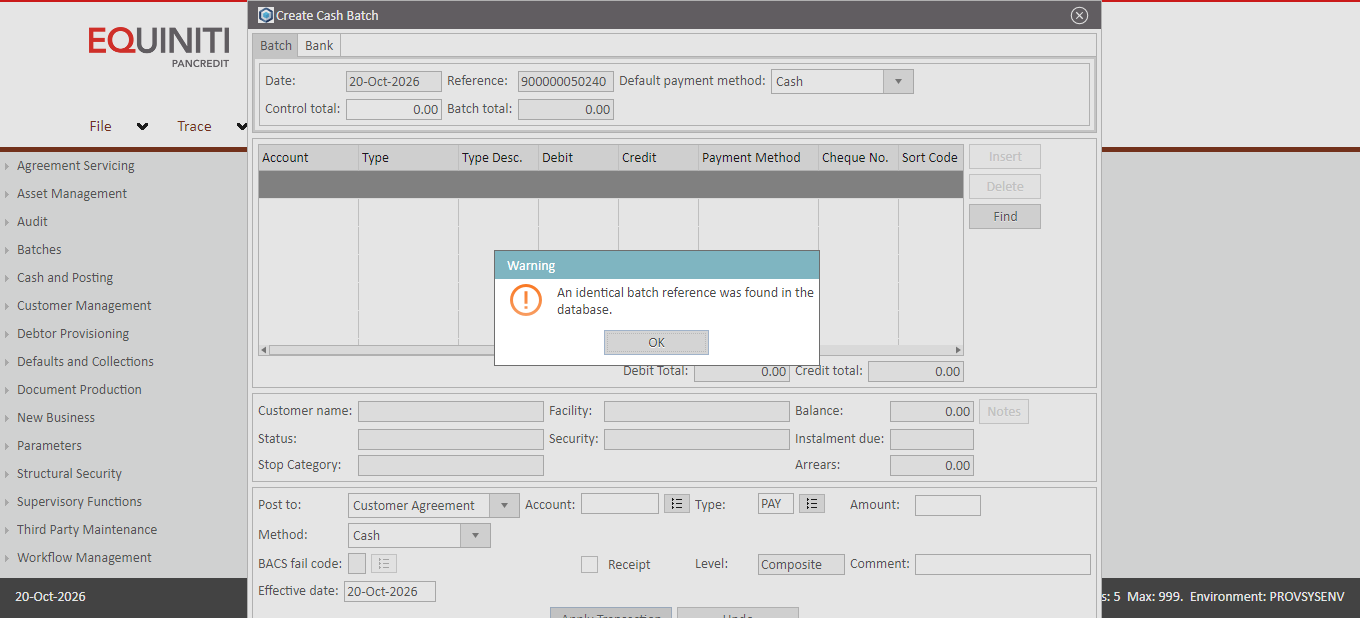 Create Cash Batch
EQUINITI
PANCREDIT
File
Trace
Agreement Servicing
Asset Management
Audit
Batches
Cash and Posting
Customer Management
Debtor Provisioning
Defaults and Collections
Document Production
New Business
Parameters
Structural Security
Supervisory Functions
Third Party Maintenance
Workflow Management
Batch Bank
Date: 20-Oct-2026 Reference: 900000050240 Default payment method: Cash
Control total: 0.00 Batch total: 0.00
Account Type Type Desc. Debit Credit Payment Method Cheque No. Sort Code
Insert
Delete
Find
Warning
An identical batch reference was found in the
database.
OK
Debit Total: 0.00 Credit total: 0.00
Customer name: Facility: Balance: 0.00 Notes
Status: Security: Instalment due:
Stop Category: Arrears: 0.00
Post to: Customer Agreement Account: Type: PAY Amount:
Method: Cash
BACS fail code: Receipt Level: Composite Comment:
Effective date: 20-Oct-2026
Apply Transaction Undo
20-Oct-2026
s: 5 Max: 999. Environment: PROVSYSENV